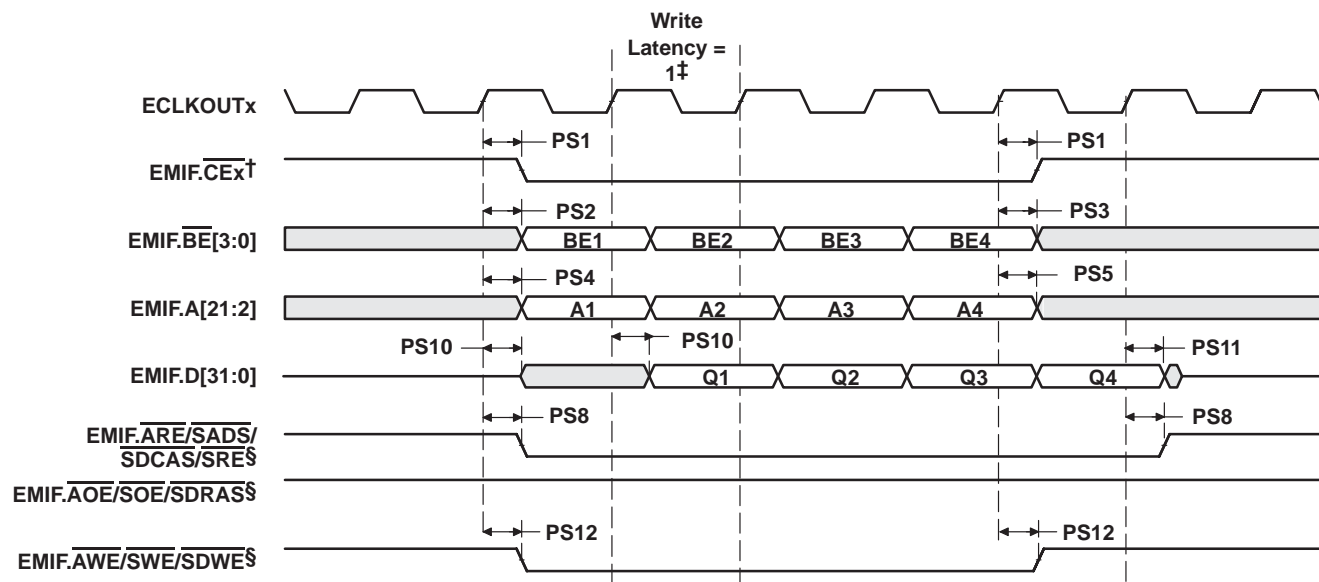 Write
Latency =
1‡
ECLKOUTx
PS1 PS1
EMIF.CEx†
PS2 PS3
EMIF.BE[3:0] BE1 BE2 BE3 BE4
PS4 PS5
EMIF.A[21:2] A1 A2 A3 A4
PS10 PS10 PS11
EMIF.D[31:0] Q1 Q2 Q3 Q4
PS8 PS8
EMIF.ARE/SADS/
SDCAS/SRE§
EMIF.AOE/SOE/SDRAS§
PS12 PS12
EMIF.AWE/SWE/SDWE§